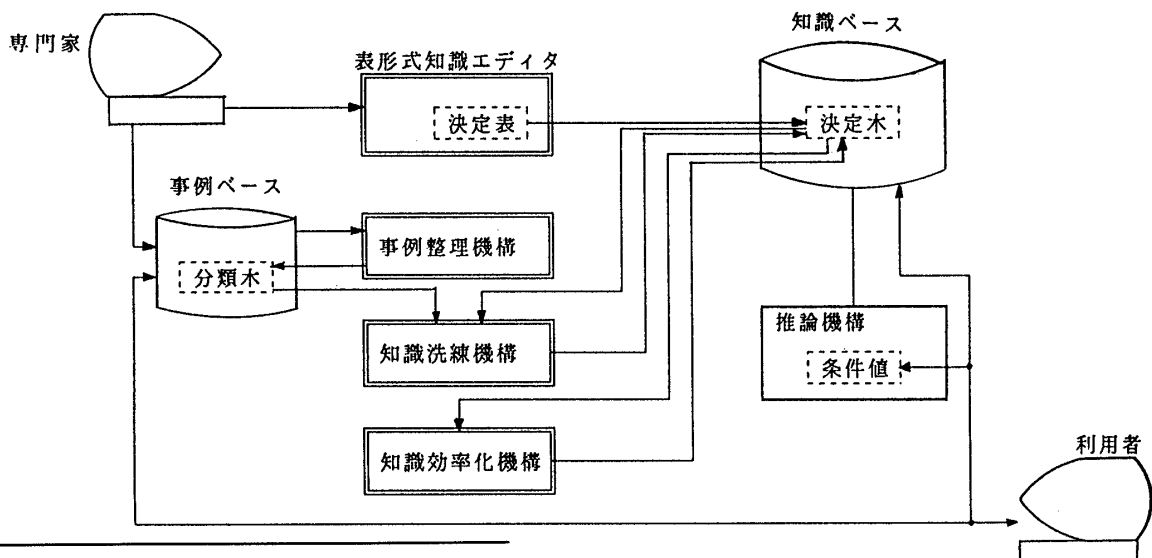 専門家
知識ベース
表形式知識エディタ
決定表
決定木
事例ベース
事例整理機構
分類木
推論機構
知識洗練機構
条件値
知識効率化機構
利用者